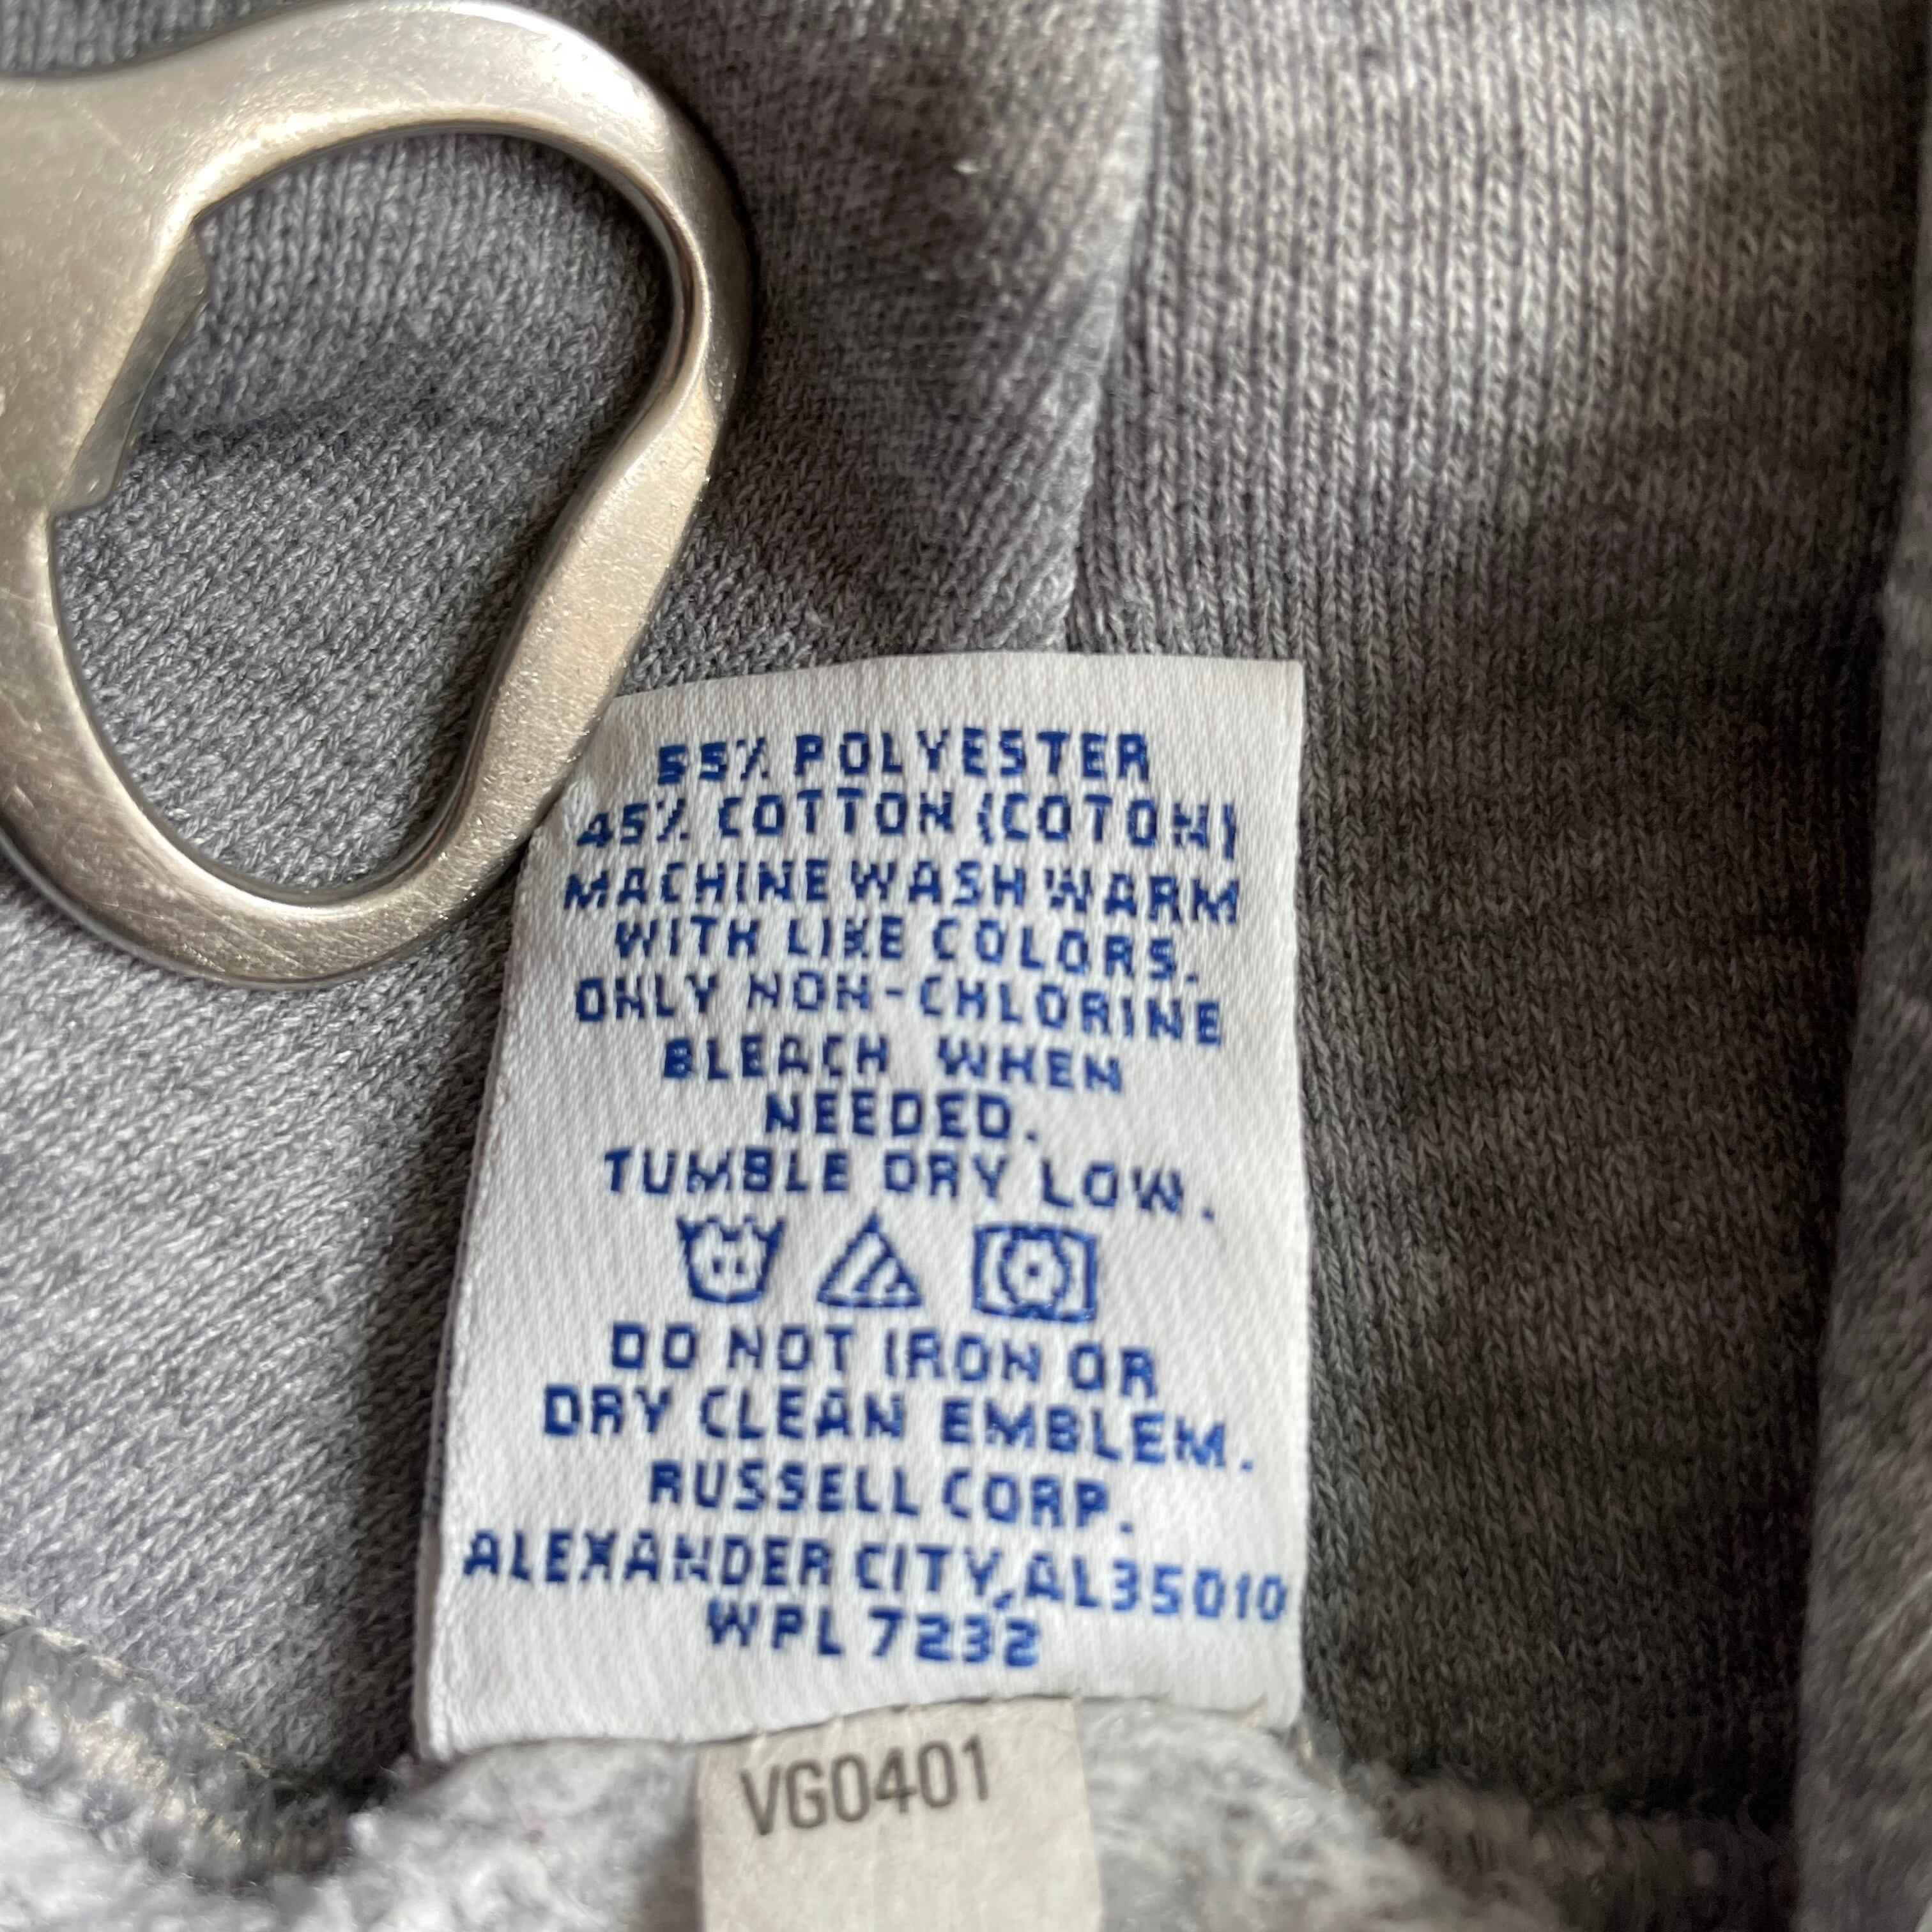 55% POLYESTER
45% COTTON (COTON)
MACHINE WASH WARM
WITH LIKE COLORS.
ONLY NON-CHLORINE
BLEACH WHEN
NEEDED.
TUMBLE DRY LOW.
DO NOT IRON OR
DRY CLEAN EMBLEM.
RUSSELL CORP.
ALEXANDER CITY, AL35010
WPL 7232
VG0401